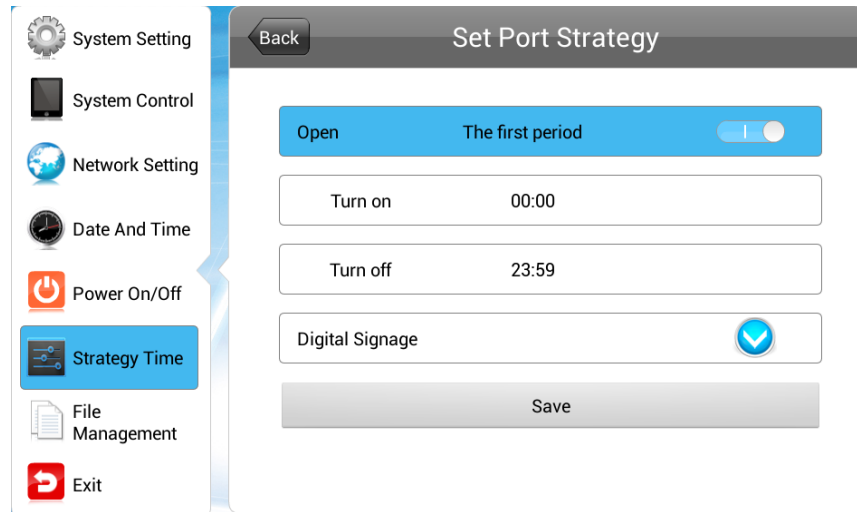 System Setting
System Control
Network Setting
Date And Time
Power On/Off
Strategy Time
File
Management
Exit
Back
Set Port Strategy
Open The first period
Turn on 00:00
Turn off 23:59
Digital Signage
Save